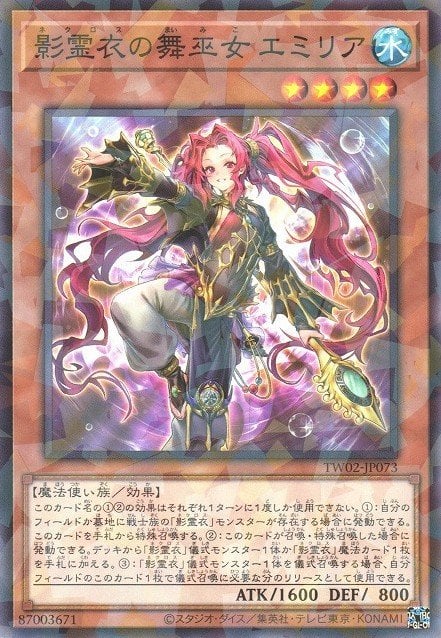 影霊衣の舞巫女 エミリア
水
TW02-JP073
【魔法使い族／効果】
このカード名の①②の効果はそれぞれ1ターンに1度しか使用できない。①：自分
フィールドか墓地に戦士族の「影霊衣」モンスターが存在する場合に発動できる。
このカードを手札から特殊召喚する。②：このカードが召喚・特殊召喚した場合に
発動できる。デッキから「影霊衣」儀式モンスター1体か「影霊衣」魔法カード1枚
を手札に加える。③：「影霊衣」儀式モンスター1体を儀式召喚する場合、自分
フィールドのこのカード1枚で儀式召喚に必要な分のリリースとして使用できる。
ATK/1600 DEF/ 800
87003671
©スタジオ・ダイス／集英社・テレビ東京・KONAMI